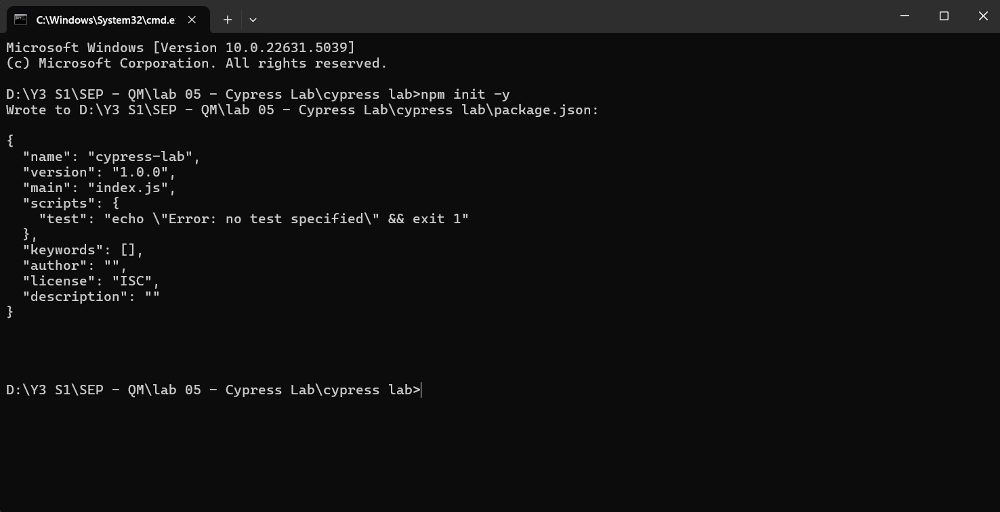 C:\Windows\System32\cmd.e
Microsoft Windows [Version 10.0.22631.5039]
(c) Microsoft Corporation. All rights reserved.
D:\Y3 S1\SEP - QM\lab 05 - Cypress Lab\cypress lab>npm init -y
Wrote to D:\Y3 S1\SEP - QM\lab 05 - Cypress Lab\cypress lab\package.json:
{
  "name": "cypress-lab",
  "version": "1.0.0",
  "main": "index.js",
  "scripts": {
    "test": "echo \"Error: no test specified\" && exit 1"
  },
  "keywords": [],
  "author": "",
  "license": "ISC",
  "description": ""
}
D:\Y3 S1\SEP - QM\lab 05 - Cypress Lab\cypress lab>